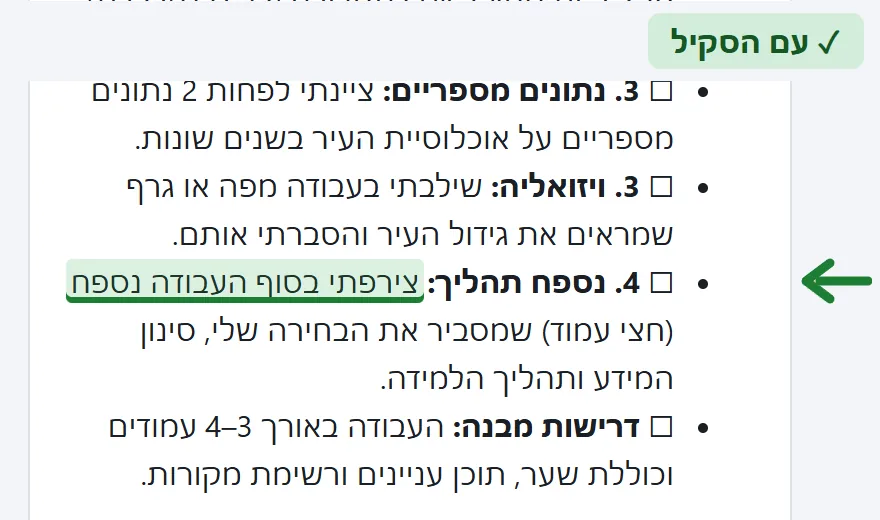 ✓ עם הסקיל
☐ 3. נתונים מספריים: ציינתי לפחות 2 נתונים
מספריים על אוכלוסיית העיר בשנים שונות.
☐ 3. ויזואליה: שילבתי בעבודה מפה או גרף
שמראים את גידול העיר והסברתי אותם.
☐ 4. נספח תהליך: צירפתי בסוף העבודה נספח
(חצי עמוד) שמסביר את הבחירה שלי, סינון
המידע ותהליך הלמידה.
☐ דרישות מבנה: העבודה באורך 3–4 עמודים
וכוללת שער, תוכן עניינים ורשימת מקורות.